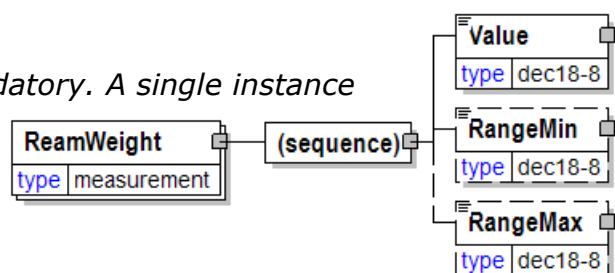 datory. A single instance
ReamWeight
type measurement
(sequence)
Value
type dec18-8
RangeMin
type dec18-8
RangeMax
type dec18-8